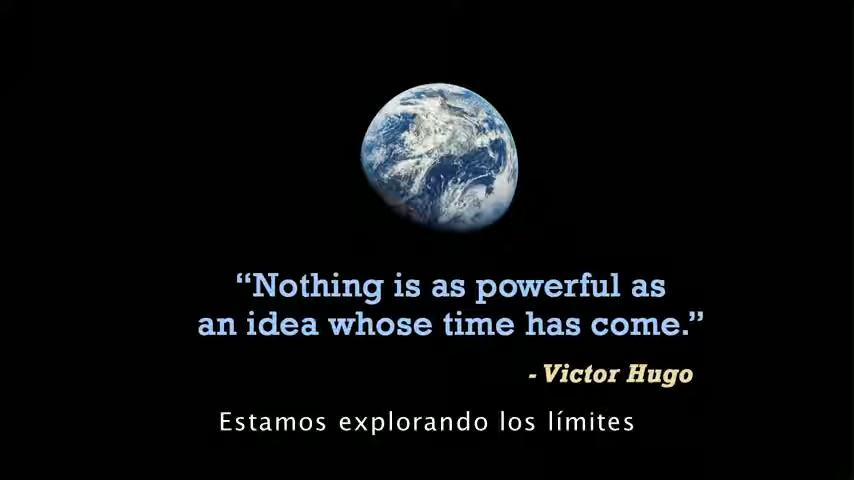 “Nothing is as powerful as
an idea whose time has come.”
- Victor Hugo
Estamos explorando los límites